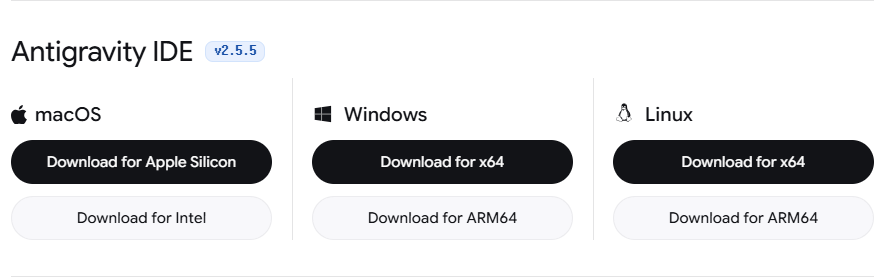 Antigravity IDE v2.5.5
macOS
Download for Apple Silicon
Download for Intel
Windows
Download for x64
Download for ARM64
Linux
Download for x64
Download for ARM64